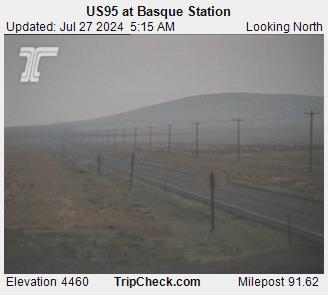 US95 at Basque Station
Updated: Jul 27 2024 5:15 AM Looking North
Elevation 4460 TripCheck.com Milepost 91.62